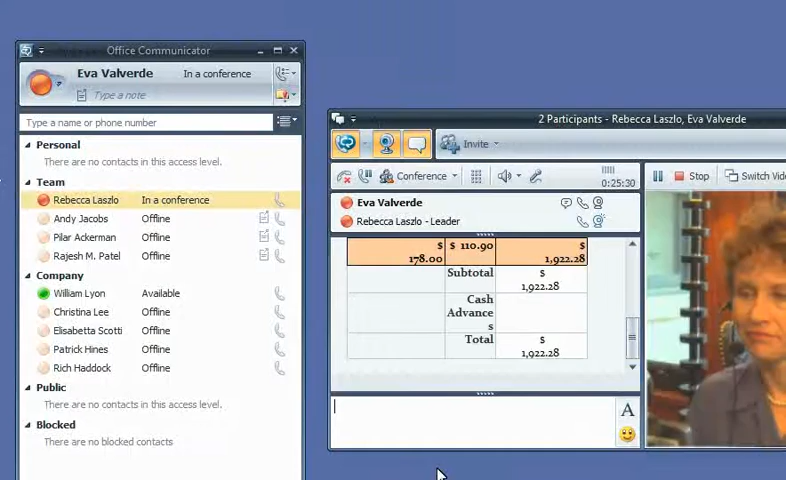 Office Communicator
Eva Valverde In a conference
Type a note
Type a name or phone number
Personal
There are no contacts in this access level.
Team
Rebecca Laszlo In a conference
Andy Jacobs Offline
Pilar Ackerman Offline
Rajesh M. Patel Offline
Company
William Lyon Available
Christina Lee Offline
Elisabetta Scotti Offline
Patrick Hines Offline
Rich Haddock Offline
Public
There are no contacts in this access level.
Blocked
There are no blocked contacts
2 Participants - Rebecca Laszlo, Eva Valverde
Invite
Conference
0:25:30
Stop
Switch Vid
Eva Valverde
Rebecca Laszlo - Leader
$ $ 110.90 $
178.00 1,922.28
Subtotal $
1,922.28
Cash
Advance
s
Total $
1,922.28
A